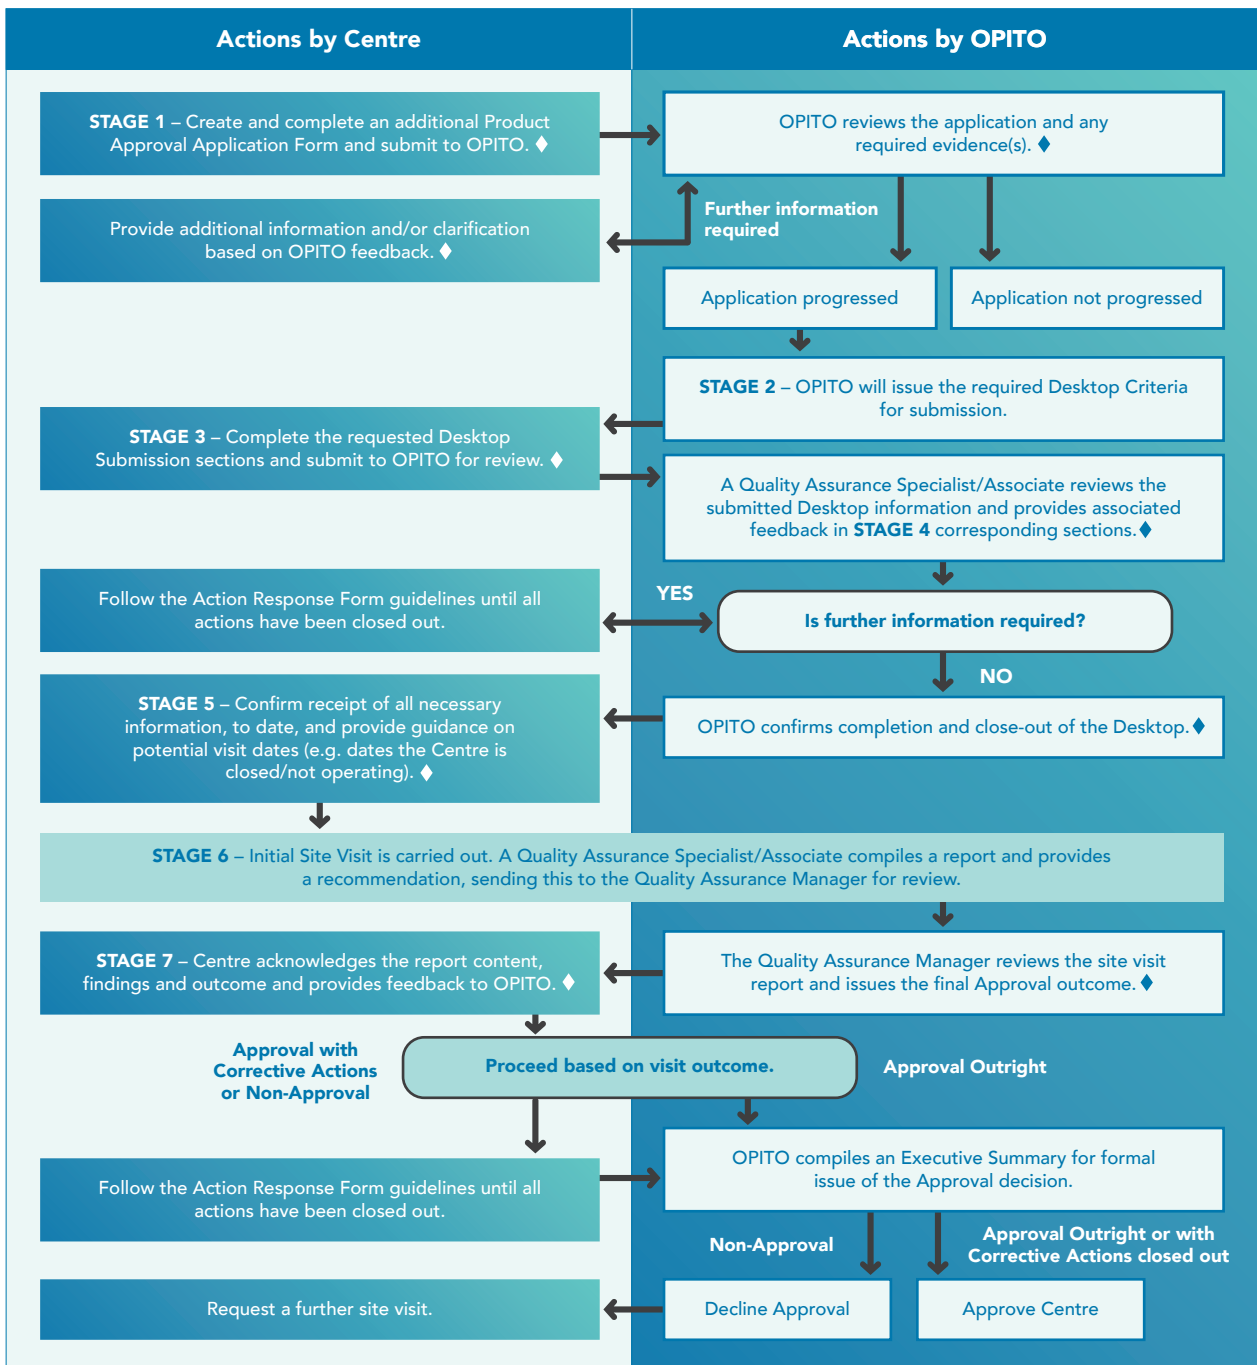 Actions by Centre
Actions by OPITO
STAGE 1 – Create and complete an additional Product
Approval Application Form and submit to OPITO. ♦
OPITO reviews the application and any
required evidence(s). ♦
Provide additional information and/or clarification
based on OPITO feedback. ♦
Further information
required
Application progressed
Application not progressed
STAGE 2 – OPITO will issue the required Desktop Criteria
for submission.
STAGE 3 – Complete the requested Desktop
Submission sections and submit to OPITO for review. ♦
A Quality Assurance Specialist/Associate reviews the
submitted Desktop information and provides associated
feedback in STAGE 4 corresponding sections. ♦
Follow the Action Response Form guidelines until all
actions have been closed out.
YES
Is further information required?
NO
STAGE 5 – Confirm receipt of all necessary
information, to date, and provide guidance on
potential visit dates (e.g. dates the Centre is
closed/not operating). ♦
OPITO confirms completion and close-out of the Desktop. ♦
STAGE 6 – Initial Site Visit is carried out. A Quality Assurance Specialist/Associate compiles a report and provides
a recommendation, sending this to the Quality Assurance Manager for review.
STAGE 7 – Centre acknowledges the report content,
findings and outcome and provides feedback to OPITO. ♦
The Quality Assurance Manager reviews the site visit
report and issues the final Approval outcome. ♦
Approval with
Corrective Actions
or Non-Approval
Proceed based on visit outcome.
Approval Outright
Follow the Action Response Form guidelines until all
actions have been closed out.
OPITO compiles an Executive Summary for formal
issue of the Approval decision.
Non-Approval
Approval Outright or with
Corrective Actions closed out
Request a further site visit.
Decline Approval
Approve Centre